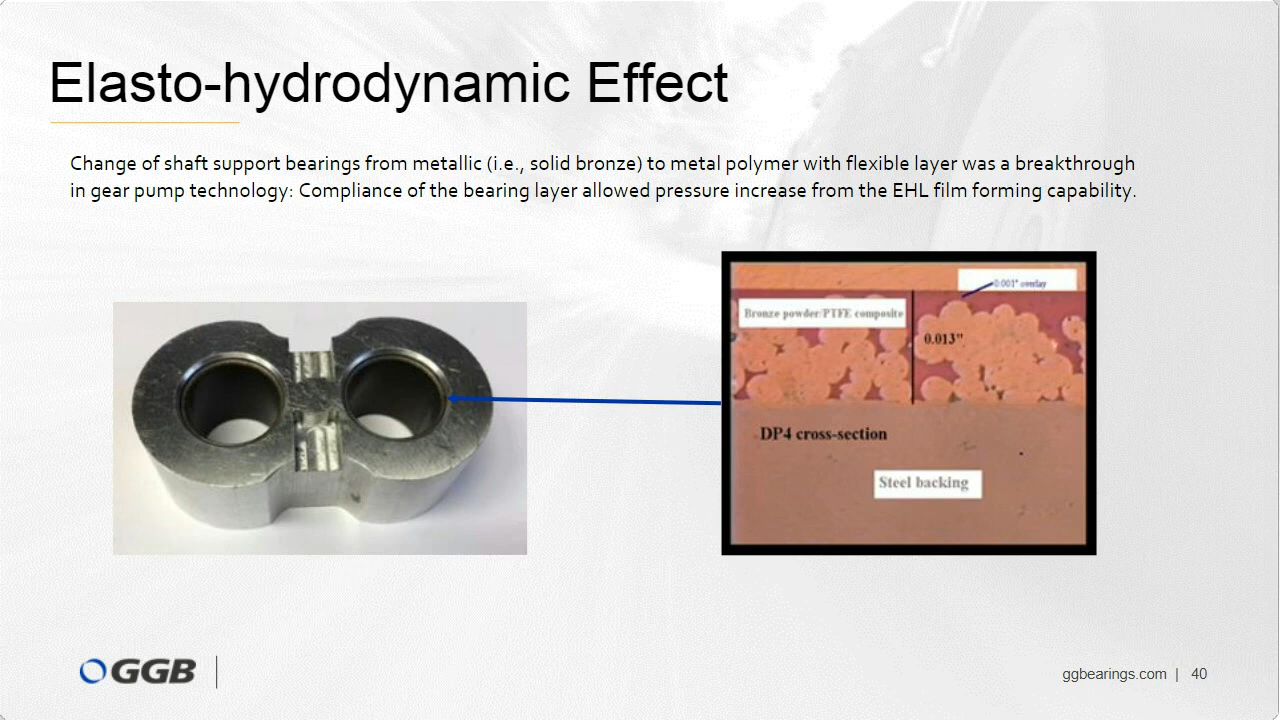 Elasto-hydrodynamic Effect
Change of shaft support bearings from metallic (i.e., solid bronze) to metal polymer with flexible layer was a breakthrough
in gear pump technology: Compliance of the bearing layer allowed pressure increase from the EHL film forming capability.
0.001" overlay
Bronze powder/PTFE composite
0.013"
DP4 cross-section
Steel backing
GGB
ggbearings.com | 40